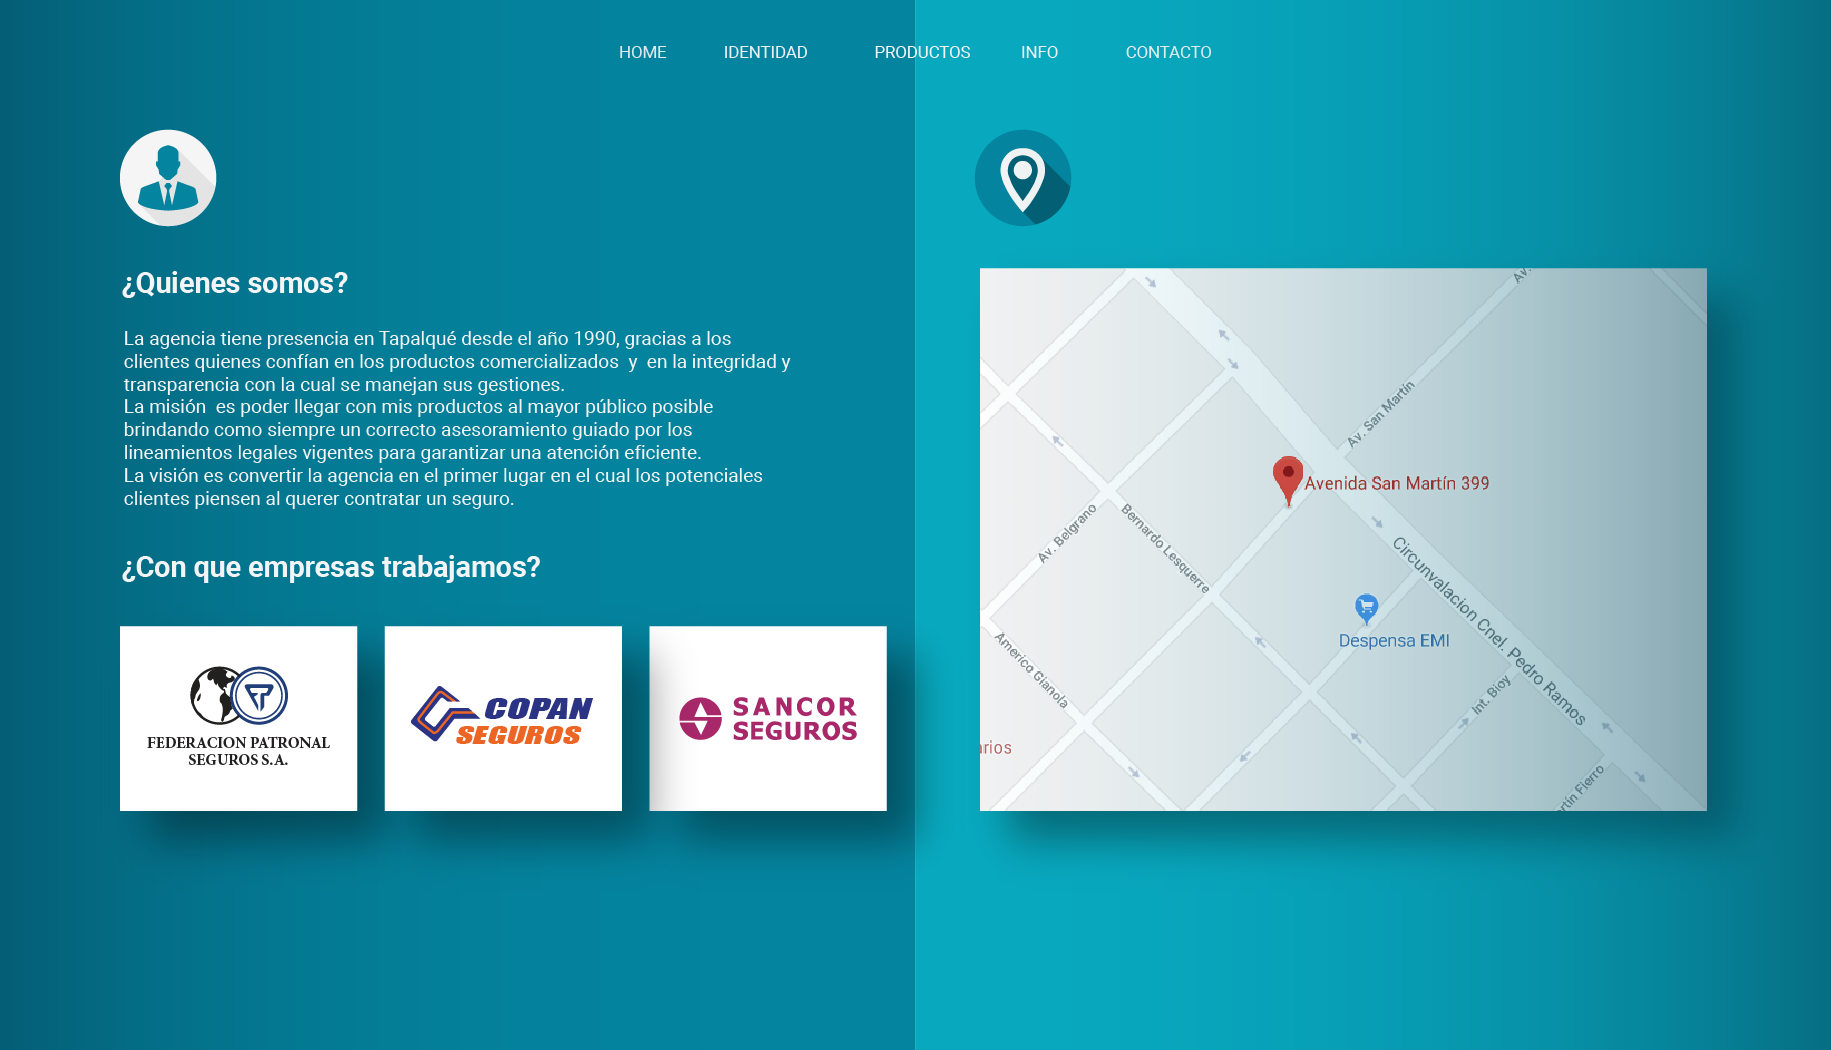 HOME IDENTIDAD PRODUCTOS INFO CONTACTO
¿Quienes somos?
La agencia tiene presencia en Tapalqué desde el año 1990, gracias a los
clientes quienes confían en los productos comercializados  y  en la integridad y
transparencia con la cual se manejan sus gestiones.
La misión  es poder llegar con mis productos al mayor público posible
brindando como siempre un correcto asesoramiento guiado por los
lineamientos legales vigentes para garantizar una atención eficiente.
La visión es convertir la agencia en el primer lugar en el cual los potenciales
clientes piensen al querer contratar un seguro.
¿Con que empresas trabajamos?
FEDERACION PATRONAL
SEGUROS S.A.
COPAN
SEGUROS
SANCOR
SEGUROS
Av.
Av. San Martín
Avenida San Martín 399
Av. Belgrano
Bernardo Lesquerre
Circunvalacion Cnel. Pedro Ramos
Despensa EMI
Americo Gianola
Int. Bioy
arios
rtín Fierro